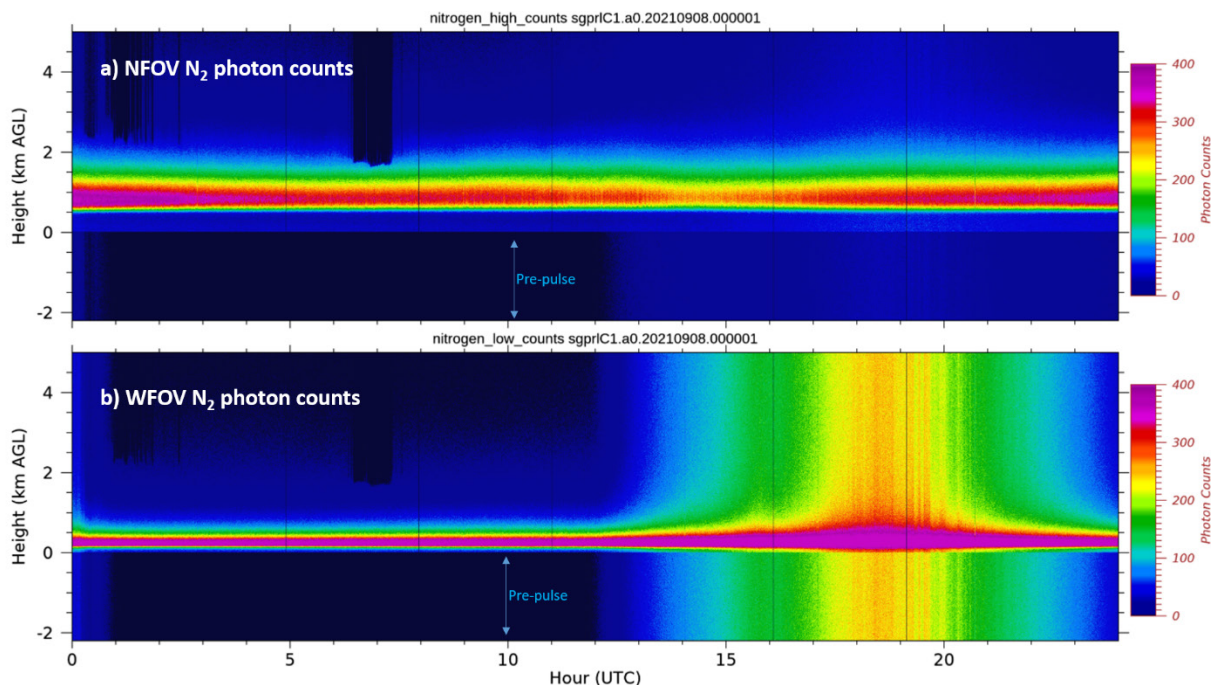 nitrogen_high_counts sgprlC1.a0.20210908.000001
a) NFOV N₂ photon counts
Height (km AGL)
4
2
0
-2
Pre-pulse
400
300
200
100
0
Photon Counts
nitrogen_low_counts sgprlC1.a0.20210908.000001
b) WFOV N₂ photon counts
Height (km AGL)
4
2
0
-2
Pre-pulse
400
300
200
100
0
Photon Counts
0 5 10 15 20
Hour (UTC)